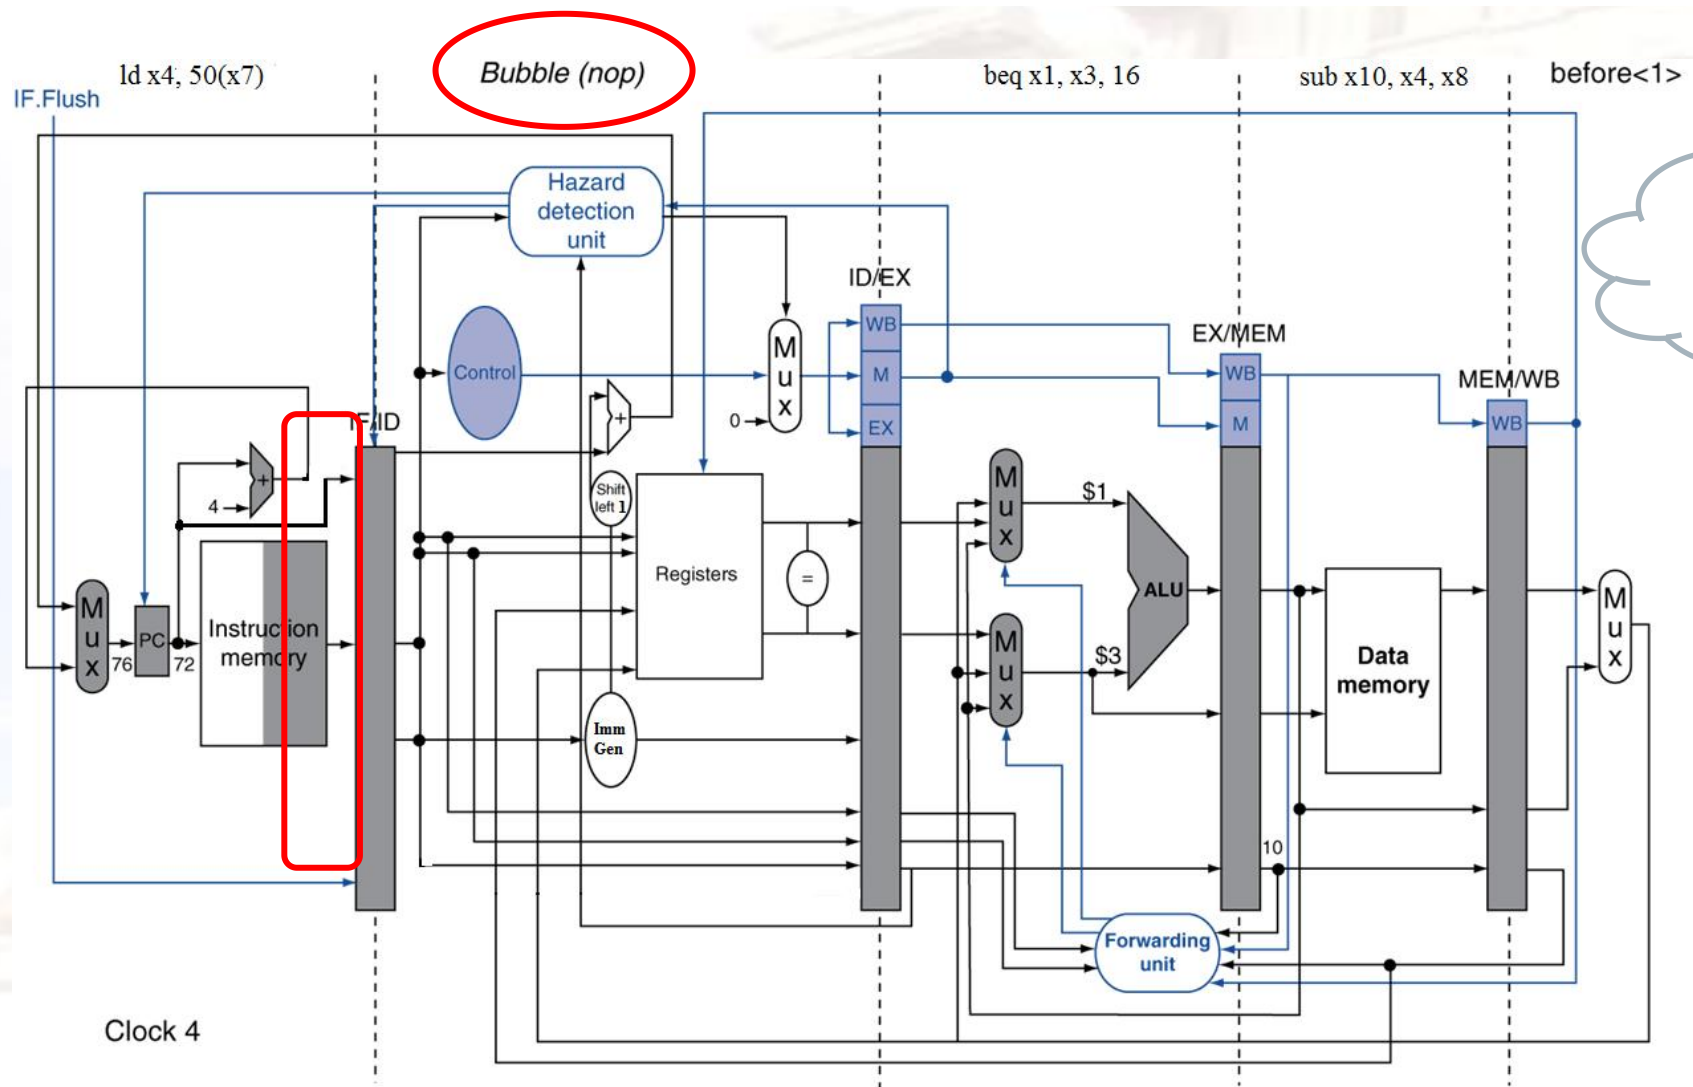 ld x4, 50(x7)
Bubble (nop)
beq x1, x3, 16
sub x10, x4, x8
before<1>
IF.Flush
Hazard
detection
unit
ID/EX
WB
M
EX
EX/MEM
WB
M
MEM/WB
WB
Control
M
u
x
0
+
IF/ID
+
4
Shift
left 1
Registers
=
M
u
x
$1
ALU
M
u
x
$3
M
u
x
76
PC
72
Instruction
memory
Imm
Gen
Data
memory
M
u
x
10
Forwarding
unit
Clock 4